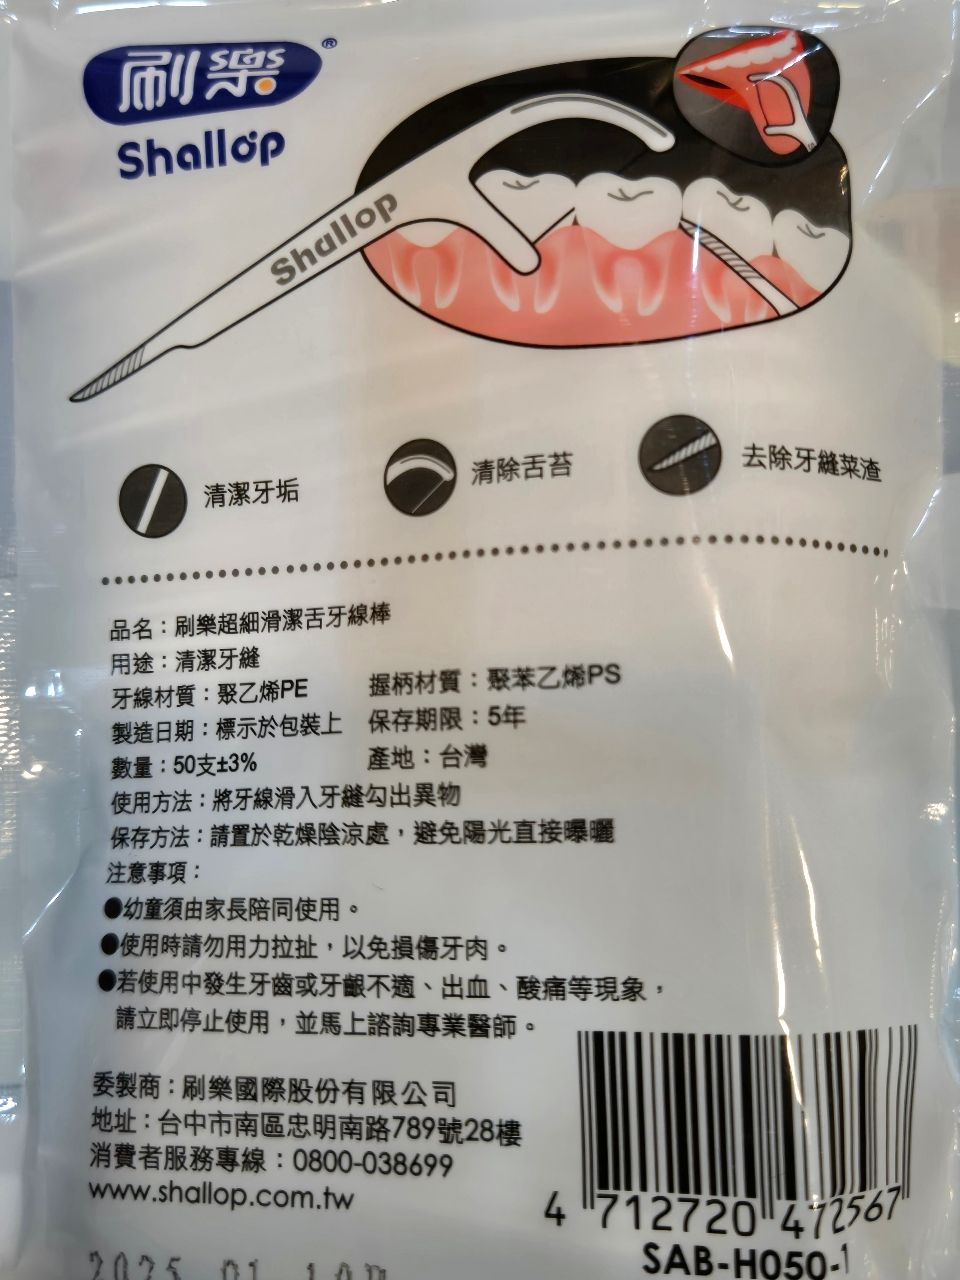 刷樂®
Shallop
Shallop
清潔牙垢
清除舌苔
去除牙縫菜渣
品名：刷樂超細滑潔舌牙線棒
用途：清潔牙縫
牙線材質：聚乙烯PE　握柄材質：聚苯乙烯PS
製造日期：標示於包裝上　保存期限：5年
數量：50支±3%　產地：台灣
使用方法：將牙線滑入牙縫勾出異物
保存方法：請置於乾燥陰涼處，避免陽光直接曝曬
注意事項：
●幼童須由家長陪同使用。
●使用時請勿用力拉扯，以免損傷牙肉。
●若使用中發生牙齒或牙齦不適、出血、酸痛等現象，
請立即停止使用，並馬上諮詢專業醫師。
委製商：刷樂國際股份有限公司
地址：台中市南區忠明南路789號28樓
消費者服務專線：0800-038699
www.shallop.com.tw
4 712720 472567
SAB-H050-1
2025 01